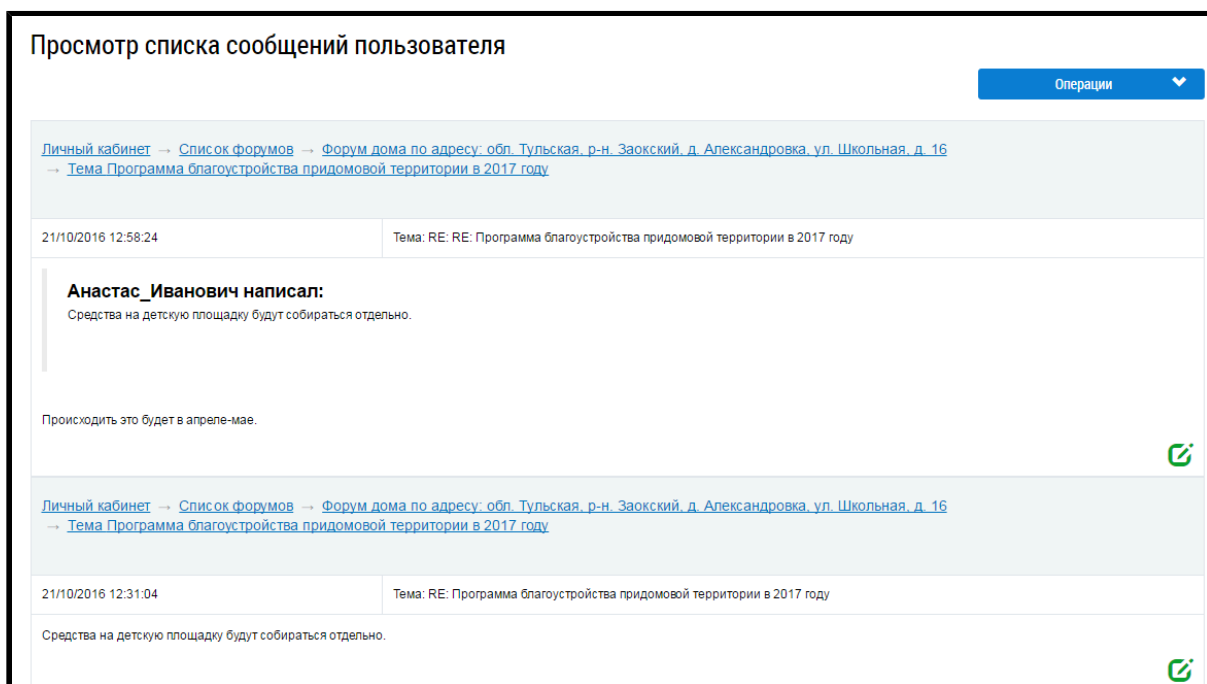 Просмотр списка сообщений пользователя
Операции
Личный кабинет → Список форумов → Форум дома по адресу: обл. Тульская, р-н. Заокский, д. Александровка, ул. Школьная, д. 16
→ Тема Программа благоустройства придомовой территории в 2017 году
21/10/2016 12:58:24 Тема: RE: RE: Программа благоустройства придомовой территории в 2017 году
Анастас_Иванович написал:
Средства на детскую площадку будут собираться отдельно.
Происходить это будет в апреле-мае.
Личный кабинет → Список форумов → Форум дома по адресу: обл. Тульская, р-н. Заокский, д. Александровка, ул. Школьная, д. 16
→ Тема Программа благоустройства придомовой территории в 2017 году
21/10/2016 12:31:04 Тема: RE: Программа благоустройства придомовой территории в 2017 году
Средства на детскую площадку будут собираться отдельно.